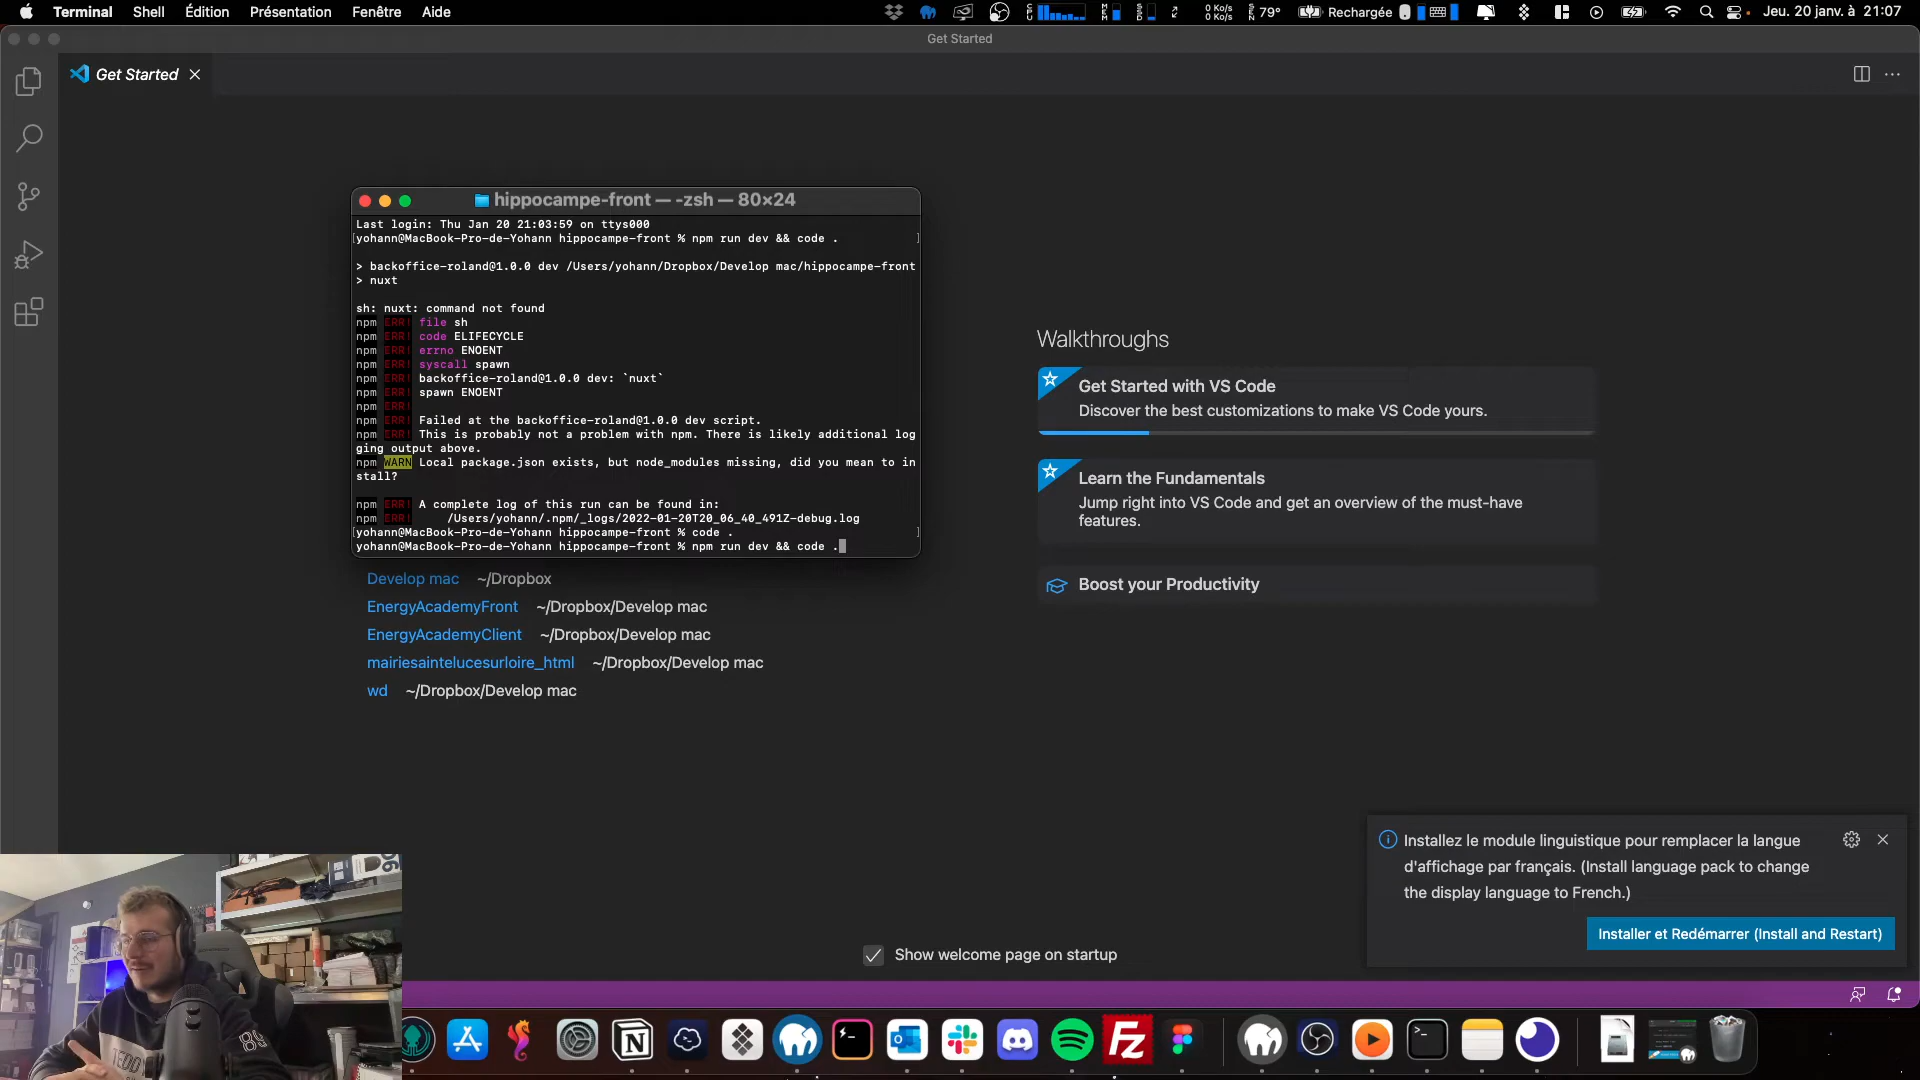 Terminal Shell Édition Présentation Fenêtre Aide
0 Ko/s
0 Ko/s
79° Rechargée Jeu. 20 janv. à 21:07
Get Started
Get Started
hippocampe-front — -zsh — 80×24
Last login: Thu Jan 20 21:03:59 on ttys000
[yohann@MacBook-Pro-de-Yohann hippocampe-front % npm run dev && code . ]
> backoffice-roland@1.0.0 dev /Users/yohann/Dropbox/Develop mac/hippocampe-front
> nuxt
sh: nuxt: command not found
npm ERR! file sh
npm ERR! code ELIFECYCLE
npm ERR! errno ENOENT
npm ERR! syscall spawn
npm ERR! backoffice-roland@1.0.0 dev: `nuxt`
npm ERR! spawn ENOENT
npm ERR!
npm ERR! Failed at the backoffice-roland@1.0.0 dev script.
npm ERR! This is probably not a problem with npm. There is likely additional log
ging output above.
npm WARN Local package.json exists, but node_modules missing, did you mean to in
stall?
npm ERR! A complete log of this run can be found in:
npm ERR! /Users/yohann/.npm/_logs/2022-01-20T20_06_40_491Z-debug.log
[yohann@MacBook-Pro-de-Yohann hippocampe-front % code . ]
yohann@MacBook-Pro-de-Yohann hippocampe-front % npm run dev && code .
Develop mac ~/Dropbox
EnergyAcademyFront ~/Dropbox/Develop mac
EnergyAcademyClient ~/Dropbox/Develop mac
mairiesaintelucesurloire_html ~/Dropbox/Develop mac
wd ~/Dropbox/Develop mac
Walkthroughs
Get Started with VS Code
Discover the best customizations to make VS Code yours.
Learn the Fundamentals
Jump right into VS Code and get an overview of the must-have
features.
Boost your Productivity
Installez le module linguistique pour remplacer la langue
d'affichage par français. (Install language pack to change
the display language to French.)
Installer et Redémarrer (Install and Restart)
Show welcome page on startup
89
Fz